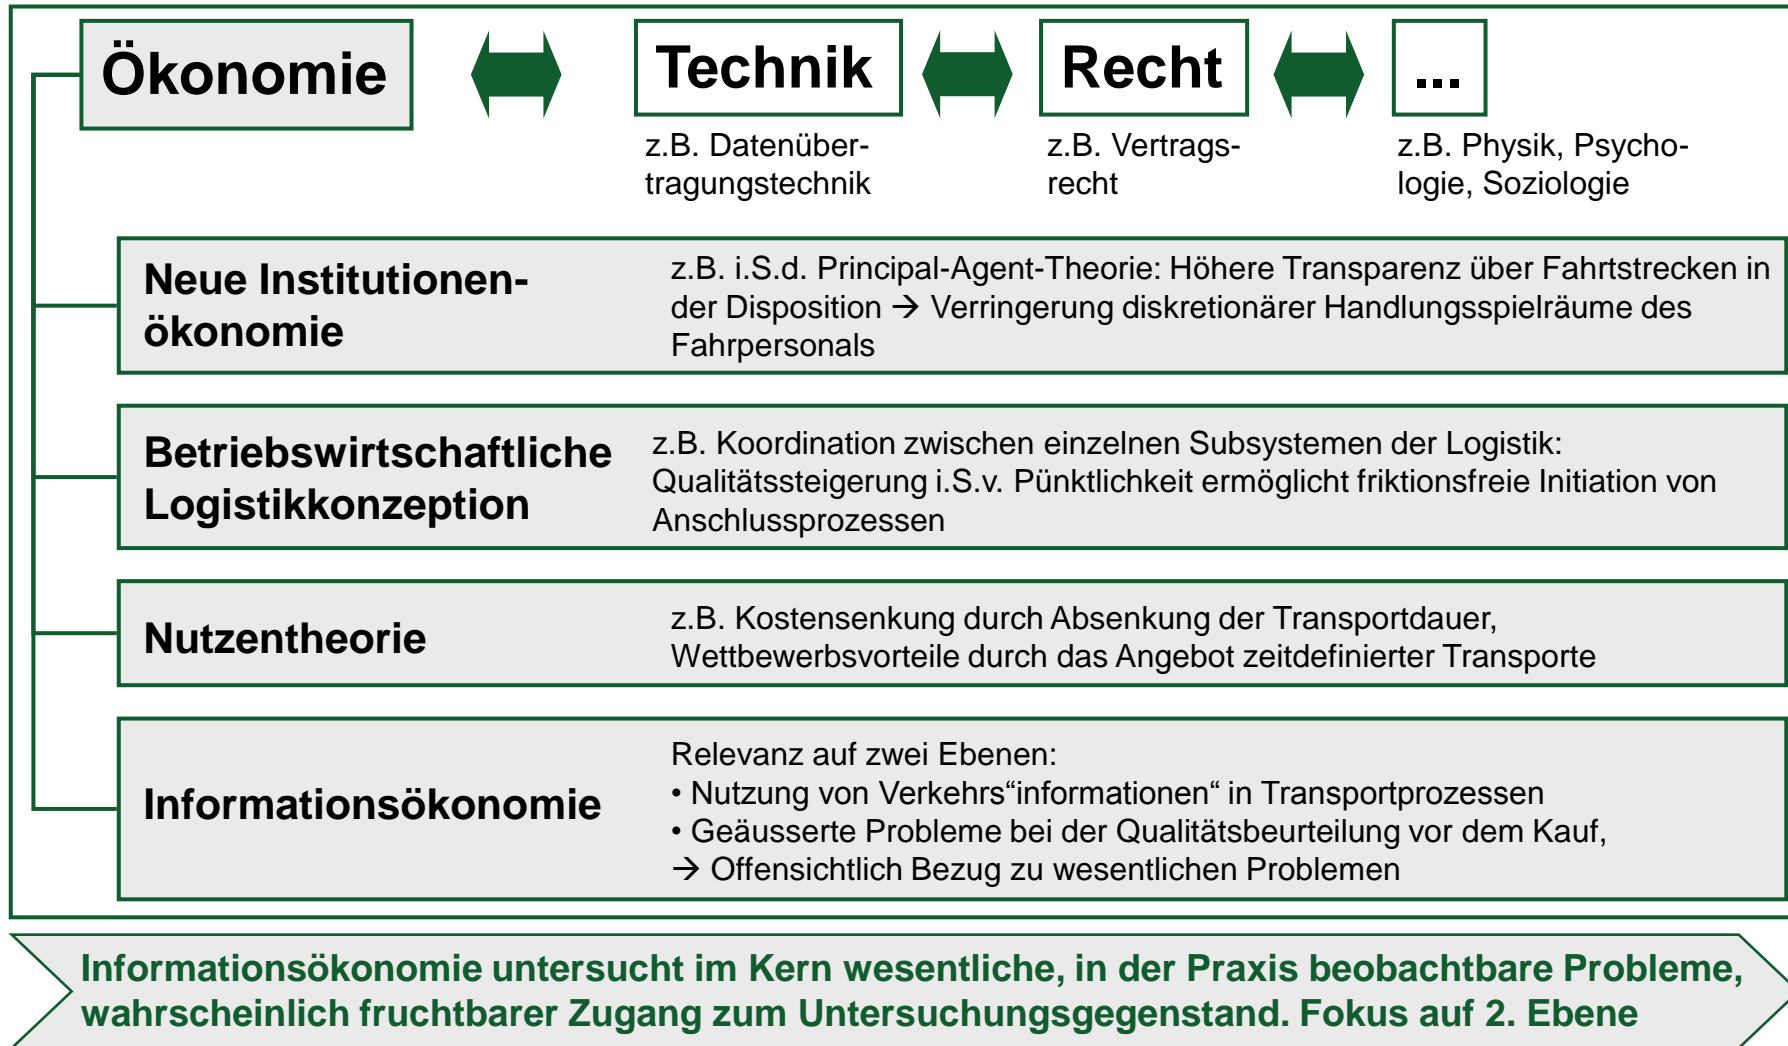 Ökonomie
Technik
Recht
...
z.B. Datenüber-
tragungstechnik
z.B. Vertrags-
recht
z.B. Physik, Psycho-
logie, Soziologie
Neue Institutionen-
ökonomie
z.B. i.S.d. Principal-Agent-Theorie: Höhere Transparenz über Fahrtstrecken in
der Disposition → Verringerung diskretionärer Handlungsspielräume des
Fahrpersonals
Betriebswirtschaftliche
Logistikkonzeption
z.B. Koordination zwischen einzelnen Subsystemen der Logistik:
Qualitätssteigerung i.S.v. Pünktlichkeit ermöglicht friktionsfreie Initiation von
Anschlussprozessen
Nutzentheorie
z.B. Kostensenkung durch Absenkung der Transportdauer,
Wettbewerbsvorteile durch das Angebot zeitdefinierter Transporte
Informationsökonomie
Relevanz auf zwei Ebenen:
• Nutzung von Verkehrs“informationen“ in Transportprozessen
• Geäusserte Probleme bei der Qualitätsbeurteilung vor dem Kauf,
→ Offensichtlich Bezug zu wesentlichen Problemen
Informationsökonomie untersucht im Kern wesentliche, in der Praxis beobachtbare Probleme,
wahrscheinlich fruchtbarer Zugang zum Untersuchungsgegenstand. Fokus auf 2. Ebene